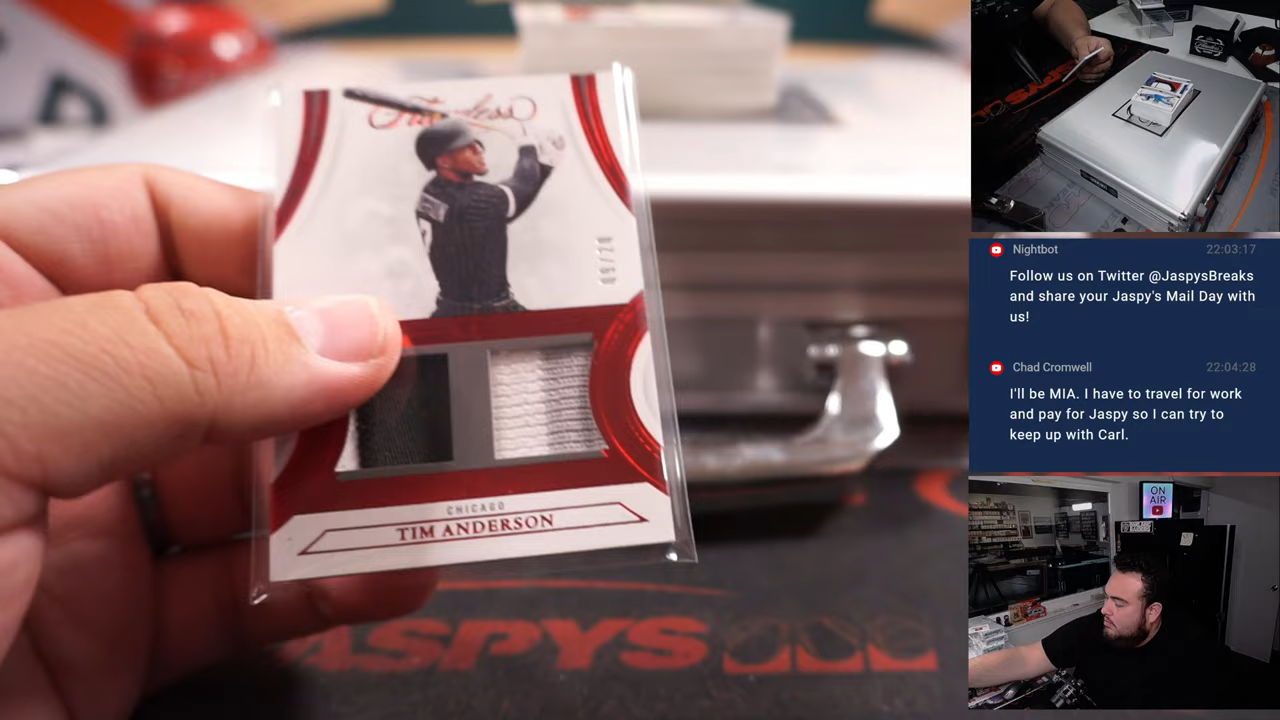 Flawless
CHICAGO
TIM ANDERSON
JASPYS
Nightbot 22:03:17
Follow us on Twitter @JaspysBreaks
and share your Jaspy's Mail Day with
us!
Chad Cromwell 22:04:28
I'll be MIA. I have to travel for work
and pay for Jaspy so I can try to
keep up with Carl.
ON
AIR